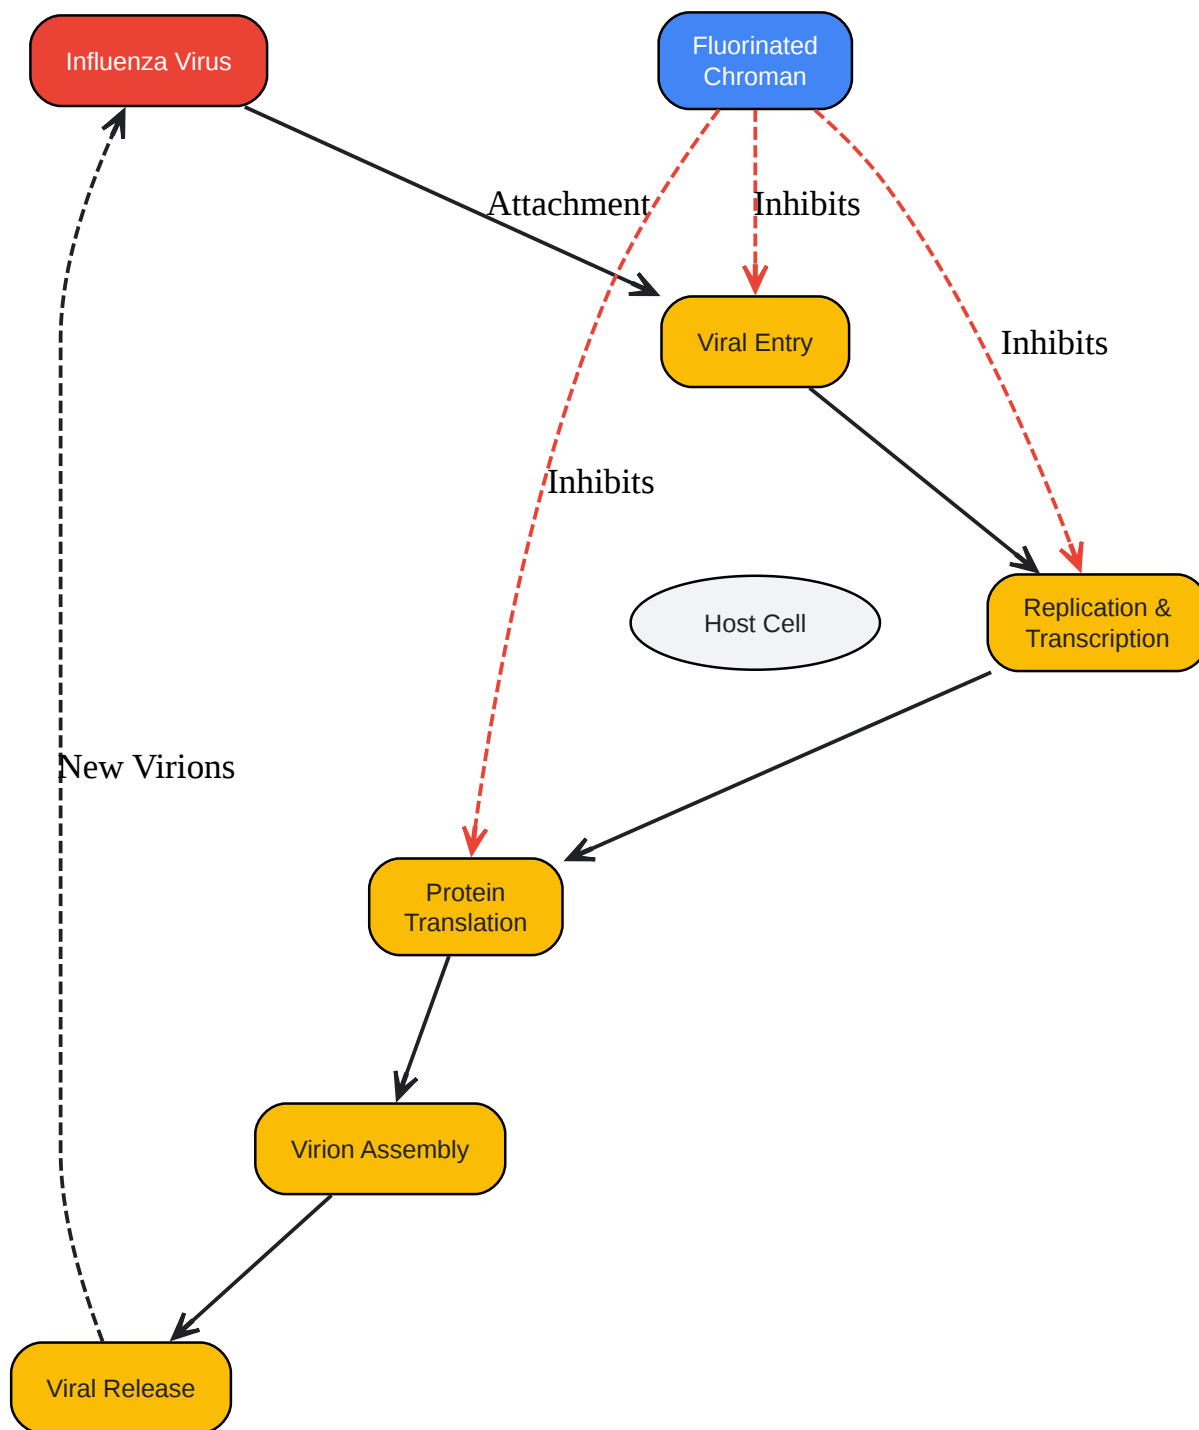 Influenza Virus
Fluorinated
Chroman
Attachment
Inhibits
Viral Entry
Inhibits
Inhibits
Host Cell
Replication &
Transcription
New Virions
Protein
Translation
Virion Assembly
Viral Release